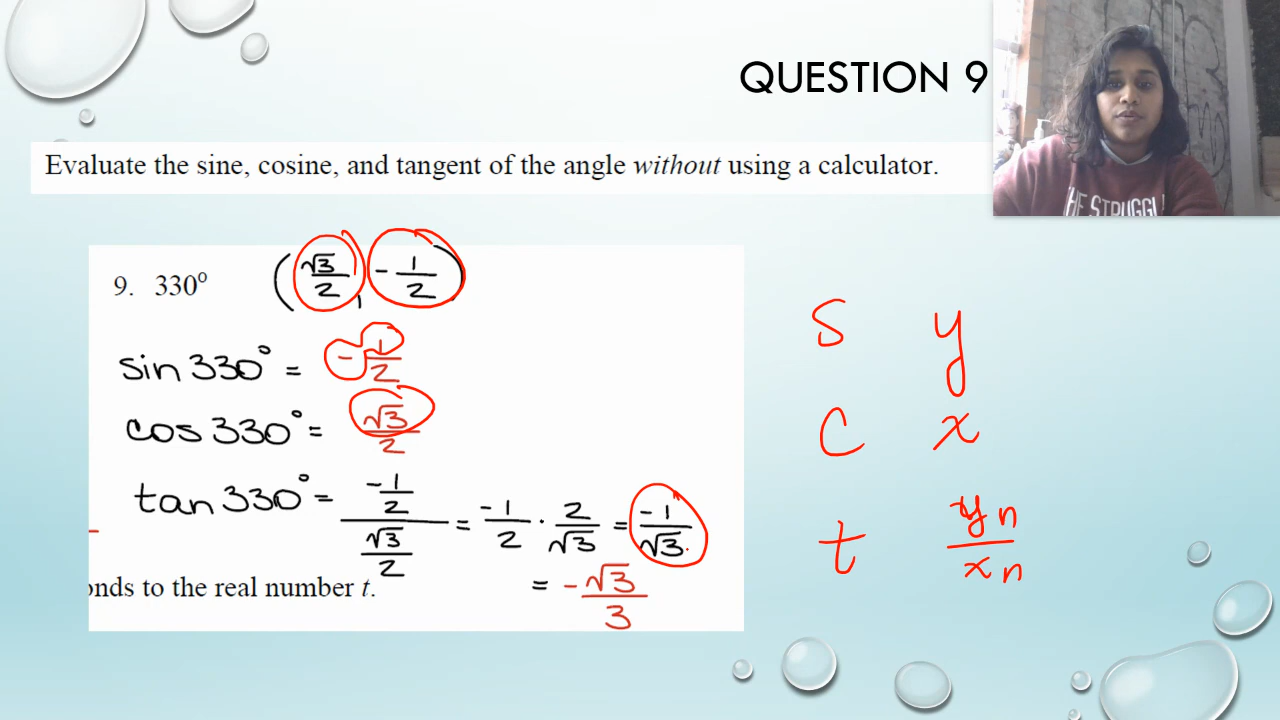 QUESTION 9
THE STRUGGL
Evaluate the sine, cosine, and tangent of the angle without using a calculator.
9. 330° (√3/2, -1/2)
sin 330° = -1/2
cos 330° = √3/2
tan 330° = (-1/2)/(√3/2) = -1/2 · 2/√3 = -1/√3
= -√3/3
onds to the real number t.
S y
C x
t yn/xn